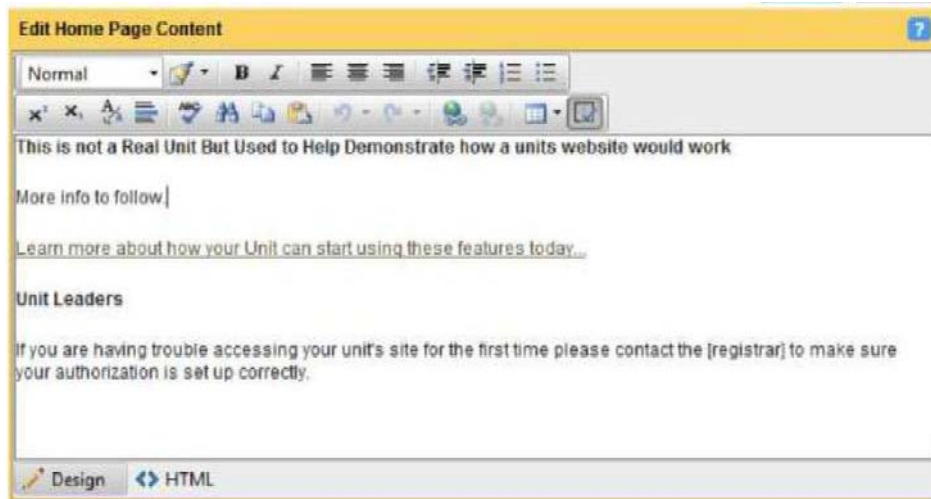 Edit Home Page Content
?
Normal
B I
x² x₁ A/A ABC
This is not a Real Unit But Used to Help Demonstrate how a units website would work
More info to follow.
Learn more about how your Unit can start using these features today...
Unit Leaders
If you are having trouble accessing your unit's site for the first time please contact the [registrar] to make sure
your authorization is set up correctly.
Design <> HTML